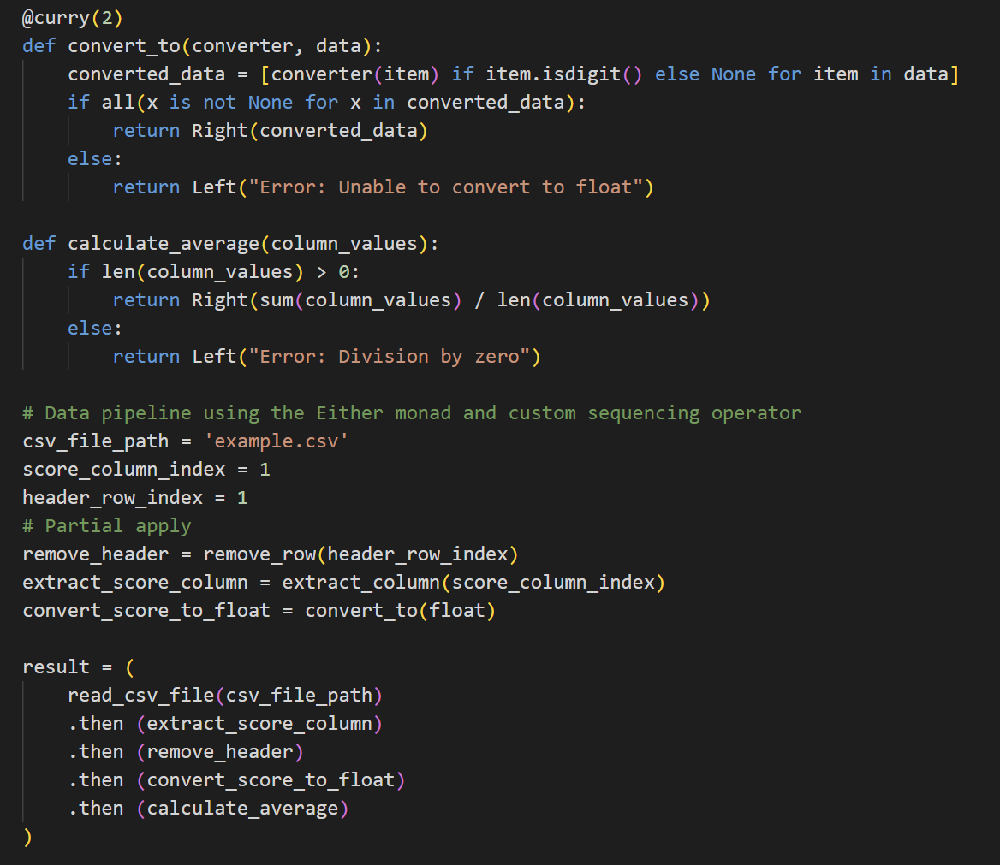 @curry(2)
def convert_to(converter, data):
    converted_data = [converter(item) if item.isdigit() else None for item in data]
    if all(x is not None for x in converted_data):
        return Right(converted_data)
    else:
        return Left("Error: Unable to convert to float")

def calculate_average(column_values):
    if len(column_values) > 0:
        return Right(sum(column_values) / len(column_values))
    else:
        return Left("Error: Division by zero")

# Data pipeline using the Either monad and custom sequencing operator
csv_file_path = 'example.csv'
score_column_index = 1
header_row_index = 1
# Partial apply
remove_header = remove_row(header_row_index)
extract_score_column = extract_column(score_column_index)
convert_score_to_float = convert_to(float)

result = (
    read_csv_file(csv_file_path)
    .then (extract_score_column)
    .then (remove_header)
    .then (convert_score_to_float)
    .then (calculate_average)
)